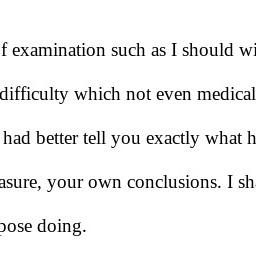 f examination such as I should wi
difficulty which not even medical
had better tell you exactly what h
asure, your own conclusions. I sh
pose doing.